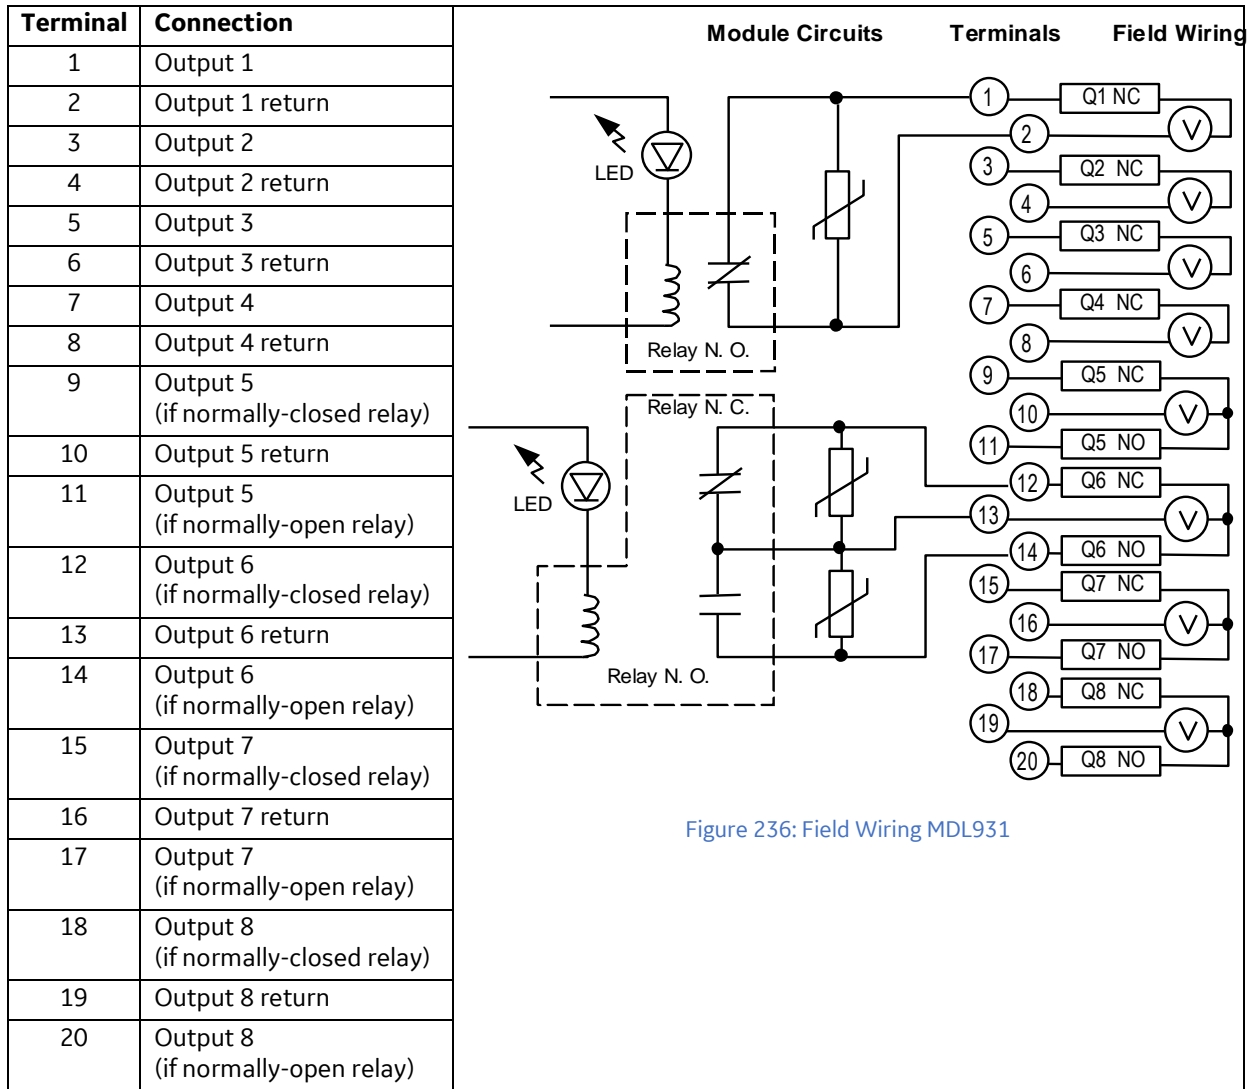 Terminal Connection
1 Output 1
2 Output 1 return
3 Output 2
4 Output 2 return
5 Output 3
6 Output 3 return
7 Output 4
8 Output 4 return
9 Output 5
(if normally-closed relay)
10 Output 5 return
11 Output 5
(if normally-open relay)
12 Output 6
(if normally-closed relay)
13 Output 6 return
14 Output 6
(if normally-open relay)
15 Output 7
(if normally-closed relay)
16 Output 7 return
17 Output 7
(if normally-open relay)
18 Output 8
(if normally-closed relay)
19 Output 8 return
20 Output 8
(if normally-open relay)
Module Circuits Terminals Field Wiring
1 Q1 NC
2 V
LED
3 Q2 NC
4 V
5 Q3 NC
6 V
7 Q4 NC
8 V
Relay N. O.
9 Q5 NC
Relay N. C.
10 V
11 Q5 NO
12 Q6 NC
LED
13 V
14 Q6 NO
15 Q7 NC
16 V
17 Q7 NO
Relay N. O.
18 Q8 NC
19 V
20 Q8 NO
Figure 236: Field Wiring MDL931